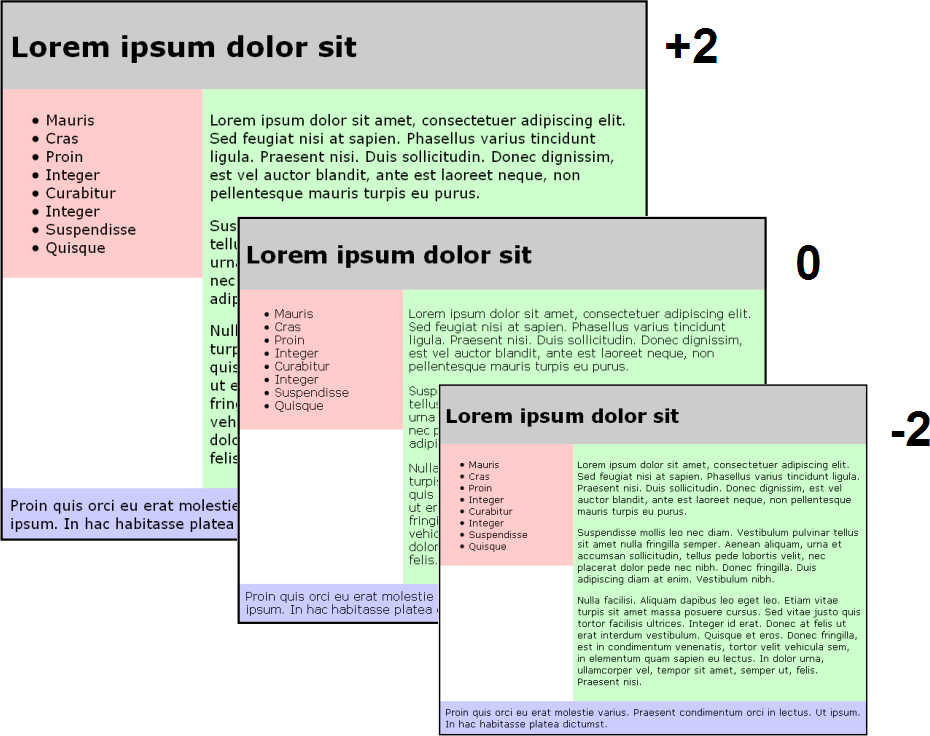 Lorem ipsum dolor sit
+2
Mauris
Cras
Proin
Integer
Curabitur
Integer
Suspendisse
Quisque
Lorem ipsum dolor sit amet, consectetuer adipiscing elit.
Sed feugiat nisi at sapien. Phasellus varius tincidunt
ligula. Praesent nisi. Duis sollicitudin. Donec dignissim,
est vel auctor blandit, ante est laoreet neque, non
pellentesque mauris turpis eu purus.
Sus
tellu
urna
nec
adip
Null
turp
quis
ut e
frin
veh
dolo
felis
Proin quis orci eu erat molestie
ipsum. In hac habitasse platea
Lorem ipsum dolor sit
0
Mauris
Cras
Proin
Integer
Curabitur
Integer
Suspendisse
Quisque
Lorem ipsum dolor sit amet, consectetuer adipiscing elit.
Sed feugiat nisi at sapien. Phasellus varius tincidunt
ligula. Praesent nisi. Duis sollicitudin. Donec dignissim,
est vel auctor blandit, ante est laoreet neque, non
pellentesque mauris turpis eu purus.
Susp
tellus
urna
nec p
adipi
Nulla
turpis
quis
ut er
fringi
vehic
dolor
felis.
Proin quis orci eu erat molestie
ipsum. In hac habitasse platea
Lorem ipsum dolor sit
-2
Mauris
Cras
Proin
Integer
Curabitur
Integer
Suspendisse
Quisque
Lorem ipsum dolor sit amet, consectetuer adipiscing elit.
Sed feugiat nisi at sapien. Phasellus varius tincidunt ligula.
Praesent nisi. Duis sollicitudin. Donec dignissim, est vel
auctor blandit, ante est laoreet neque, non pellentesque
mauris turpis eu purus.
Suspendisse mollis leo nec diam. Vestibulum pulvinar tellus
sit amet nulla fringilla semper. Aenean aliquam, urna et
accumsan sollicitudin, tellus pede lobortis velit, nec
placerat dolor pede nec nibh. Donec fringilla. Duis
adipiscing diam at enim. Vestibulum nibh.
Nulla facilisi. Aliquam dapibus leo eget leo. Etiam vitae
turpis sit amet massa posuere cursus. Sed vitae justo quis
tortor facilisis ultrices. Integer id erat. Donec at felis ut
erat interdum vestibulum. Quisque et eros. Donec fringilla,
est in condimentum venenatis, tortor velit vehicula sem,
in elementum quam sapien eu lectus. In dolor urna,
ullamcorper vel, tempor sit amet, semper ut, felis.
Praesent nisi.
Proin quis orci eu erat molestie varius. Praesent condimentum orci in lectus. Ut ipsum.
In hac habitasse platea dictumst.